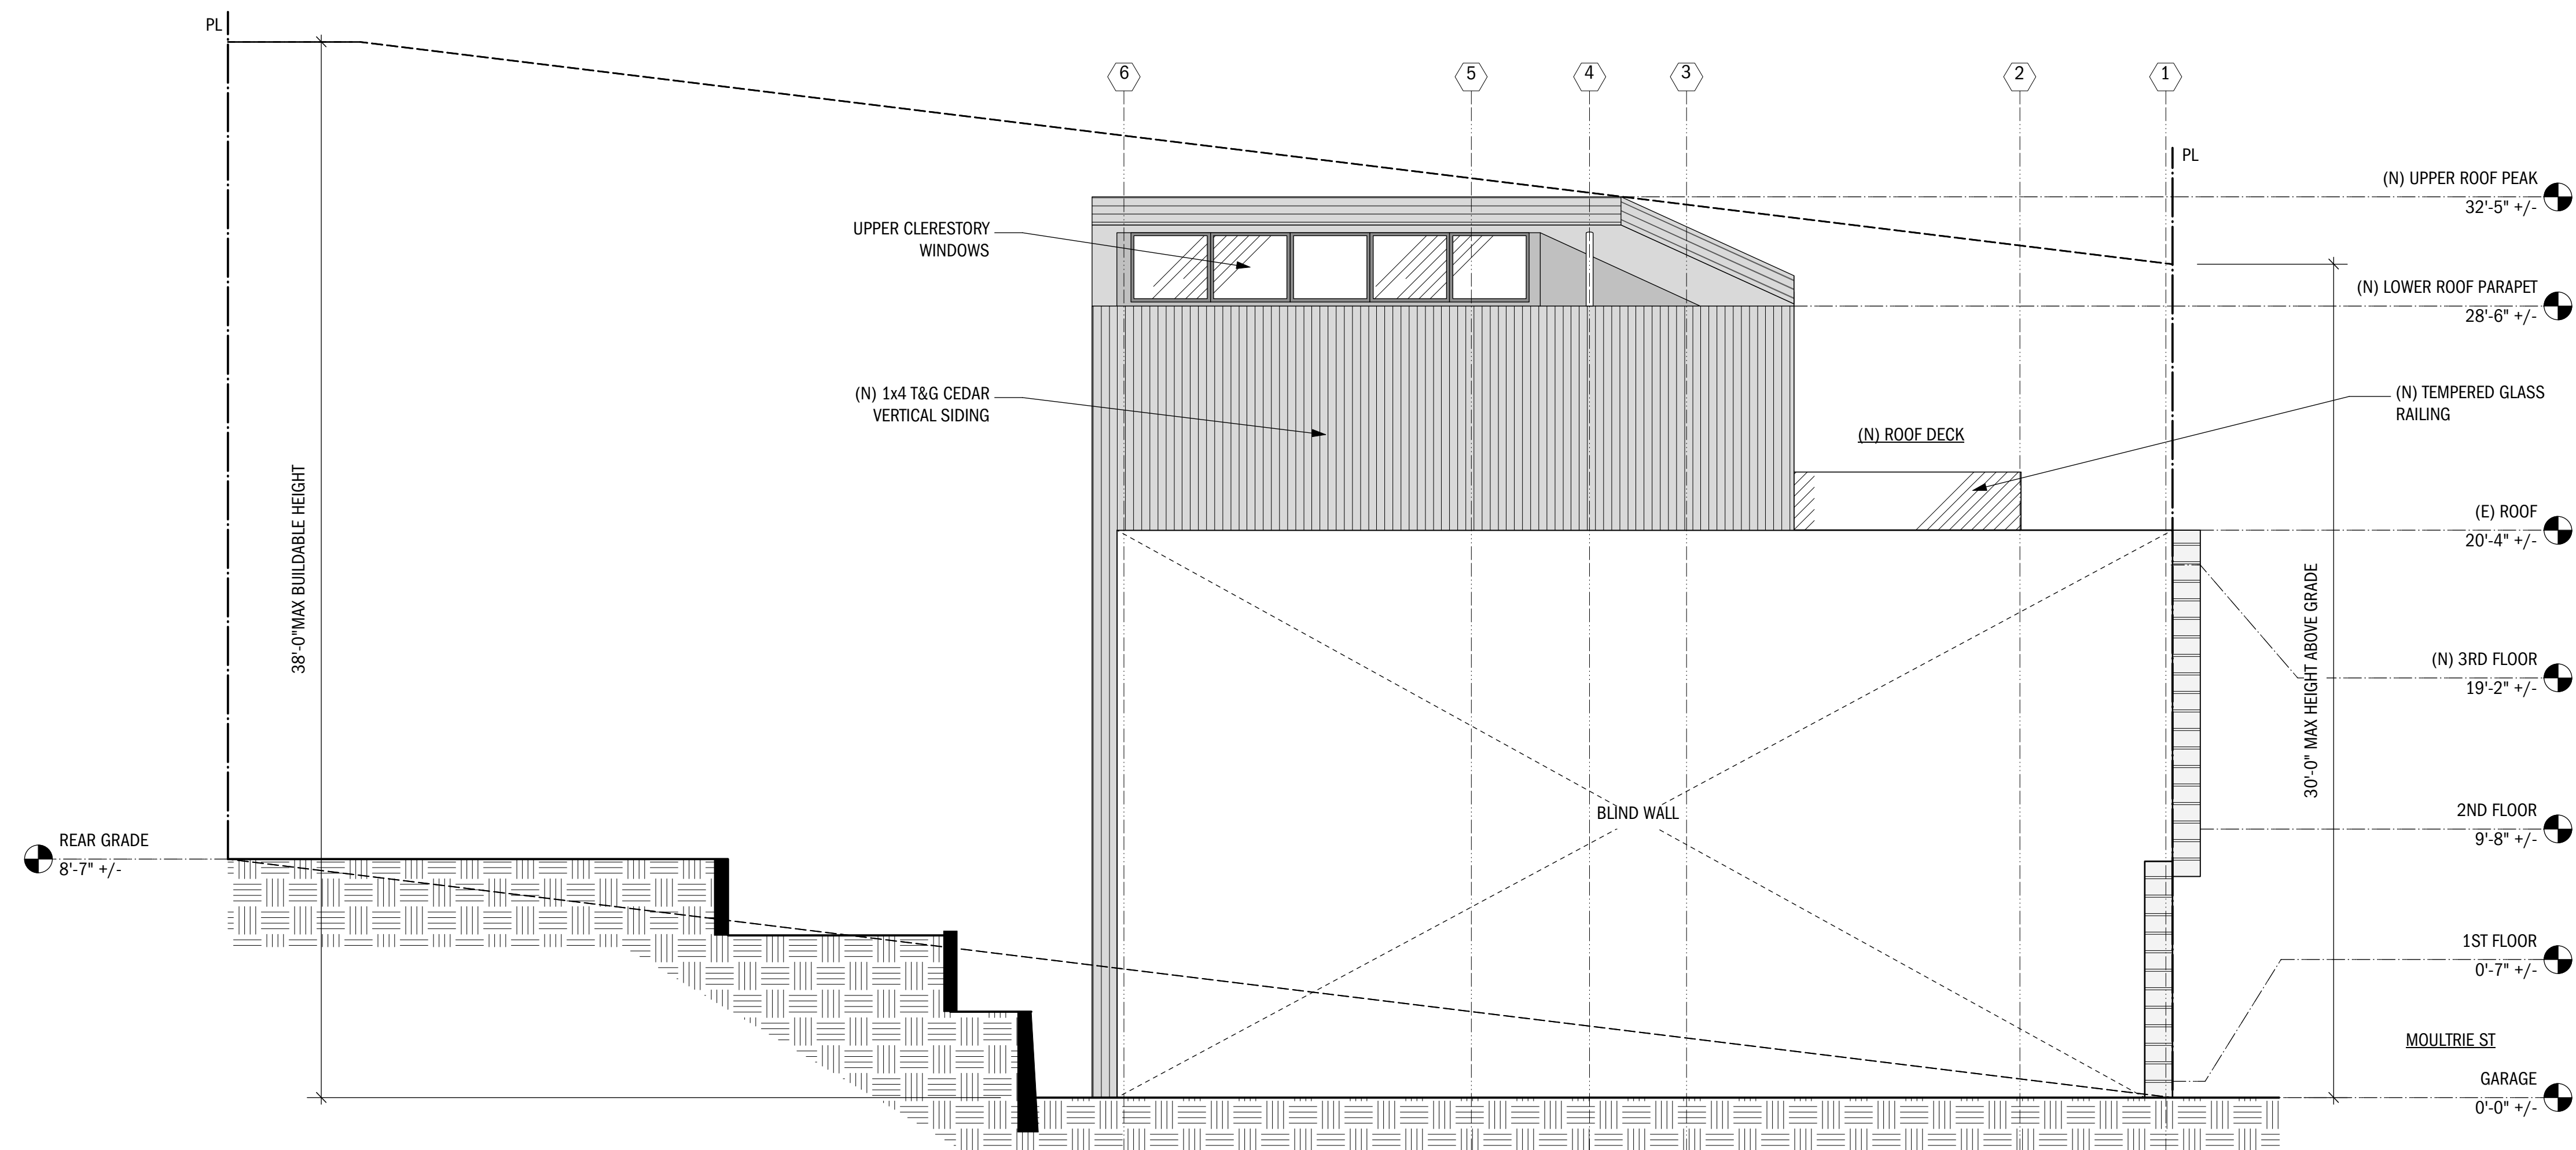 PL
6
5
4
3
2
1
PL
(N) UPPER ROOF PEAK
32'-5" +/-
UPPER CLERESTORY
WINDOWS
(N) LOWER ROOF PARAPET
28'-6" +/-
(N) 1x4 T&G CEDAR
VERTICAL SIDING
(N) TEMPERED GLASS
RAILING
(N) ROOF DECK
38'-0"MAX BUILDABLE HEIGHT
(E) ROOF
20'-4" +/-
30'-0" MAX HEIGHT ABOVE GRADE
(N) 3RD FLOOR
19'-2" +/-
BLIND WALL
2ND FLOOR
9'-8" +/-
REAR GRADE
8'-7" +/-
1ST FLOOR
0'-7" +/-
MOULTRIE ST
GARAGE
0'-0" +/-